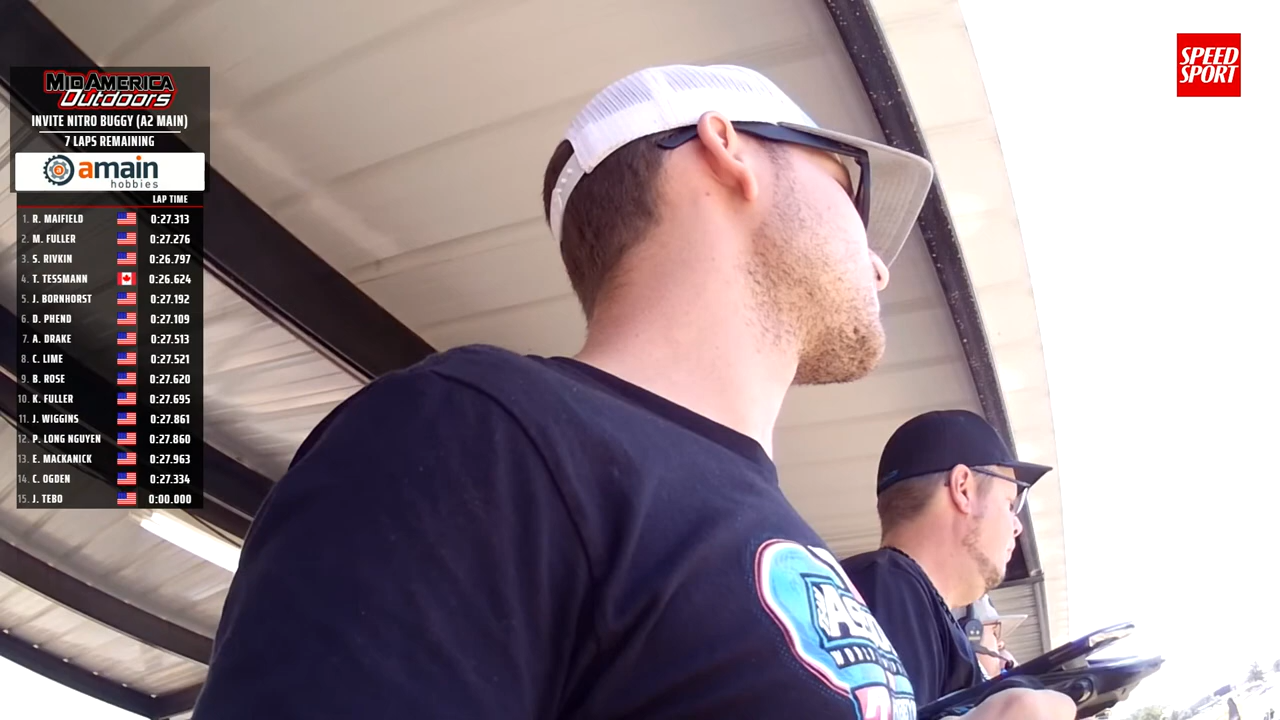 MIDAMERICA
OUTDOORS
INVITE NITRO BUGGY (A2 MAIN)
7 LAPS REMAINING
amain
hobbies
LAP TIME
1. R. MAIFIELD 0:27.313
2. M. FULLER 0:27.276
3. S. RIVKIN 0:26.797
4. T. TESSMANN 0:26.624
5. J. BORNHORST 0:27.192
6. D. PHEND 0:27.109
7. A. DRAKE 0:27.513
8. C. LIME 0:27.521
9. B. ROSE 0:27.620
10. K. FULLER 0:27.695
11. J. WIGGINS 0:27.861
12. P. LONG NGUYEN 0:27.860
13. E. MACKANICK 0:27.963
14. C. OGDEN 0:27.334
15. J. TEBO 0:00.000
SPEED
SPORT